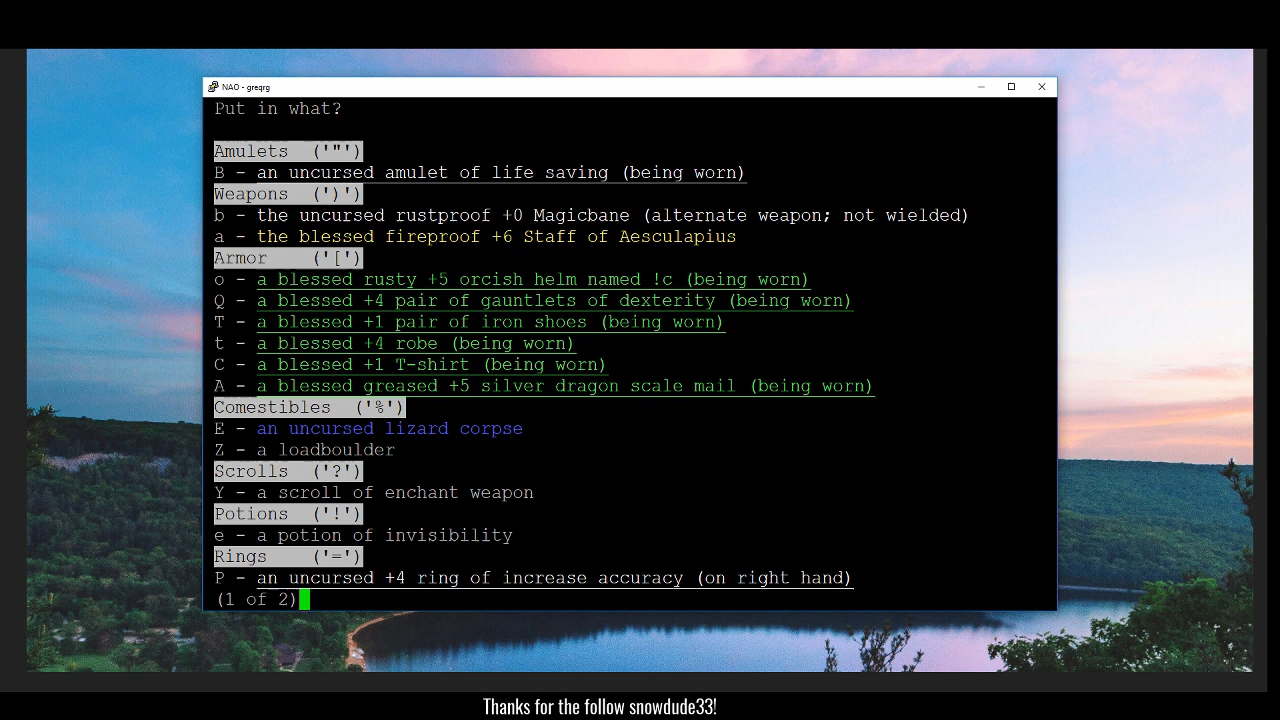 NAO - greqrg
Put in what?
Amulets ('"')
B - an uncursed amulet of life saving (being worn)
Weapons (')')
b - the uncursed rustproof +0 Magicbane (alternate weapon; not wielded)
a - the blessed fireproof +6 Staff of Aesculapius
Armor ('[')
o - a blessed rusty +5 orcish helm named !c (being worn)
Q - a blessed +4 pair of gauntlets of dexterity (being worn)
T - a blessed +1 pair of iron shoes (being worn)
t - a blessed +4 robe (being worn)
C - a blessed +1 T-shirt (being worn)
A - a blessed greased +5 silver dragon scale mail (being worn)
Comestibles ('%')
E - an uncursed lizard corpse
Z - a loadboulder
Scrolls ('?')
Y - a scroll of enchant weapon
Potions ('!')
e - a potion of invisibility
Rings ('=')
P - an uncursed +4 ring of increase accuracy (on right hand)
(1 of 2)
Thanks for the follow snowdude33!